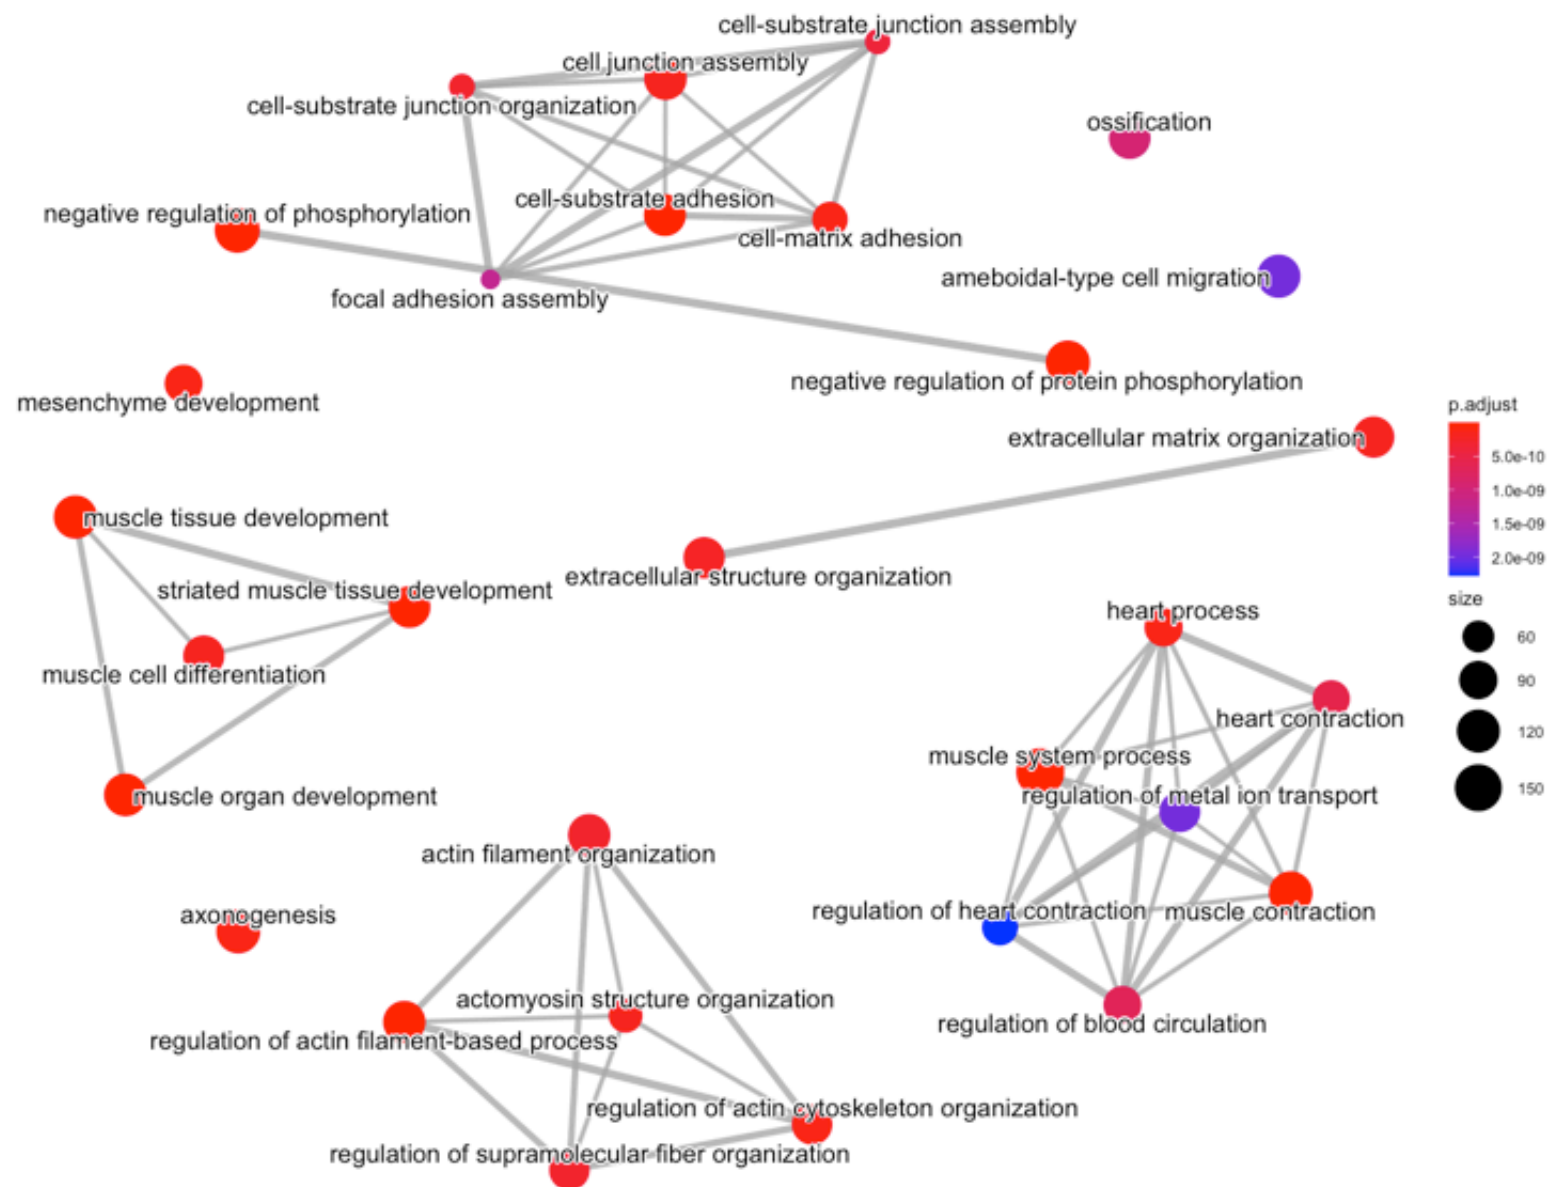 cell-substrate junction assembly
cell junction assembly
cell-substrate junction organization
ossification
cell-substrate adhesion
negative regulation of phosphorylation
cell-matrix adhesion
ameboidal-type cell migration
focal adhesion assembly
negative regulation of protein phosphorylation
mesenchyme development
extracellular matrix organization
muscle tissue development
extracellular structure organization
striated muscle tissue development
muscle cell differentiation
muscle organ development
heart process
heart contraction
muscle system process
regulation of metal ion transport
regulation of heart contraction
muscle contraction
regulation of blood circulation
actin filament organization
axonogenesis
actomyosin structure organization
regulation of actin filament-based process
regulation of actin cytoskeleton organization
regulation of supramolecular fiber organization
p.adjust
5.0e-10
1.0e-09
1.5e-09
2.0e-09
size
60
90
120
150